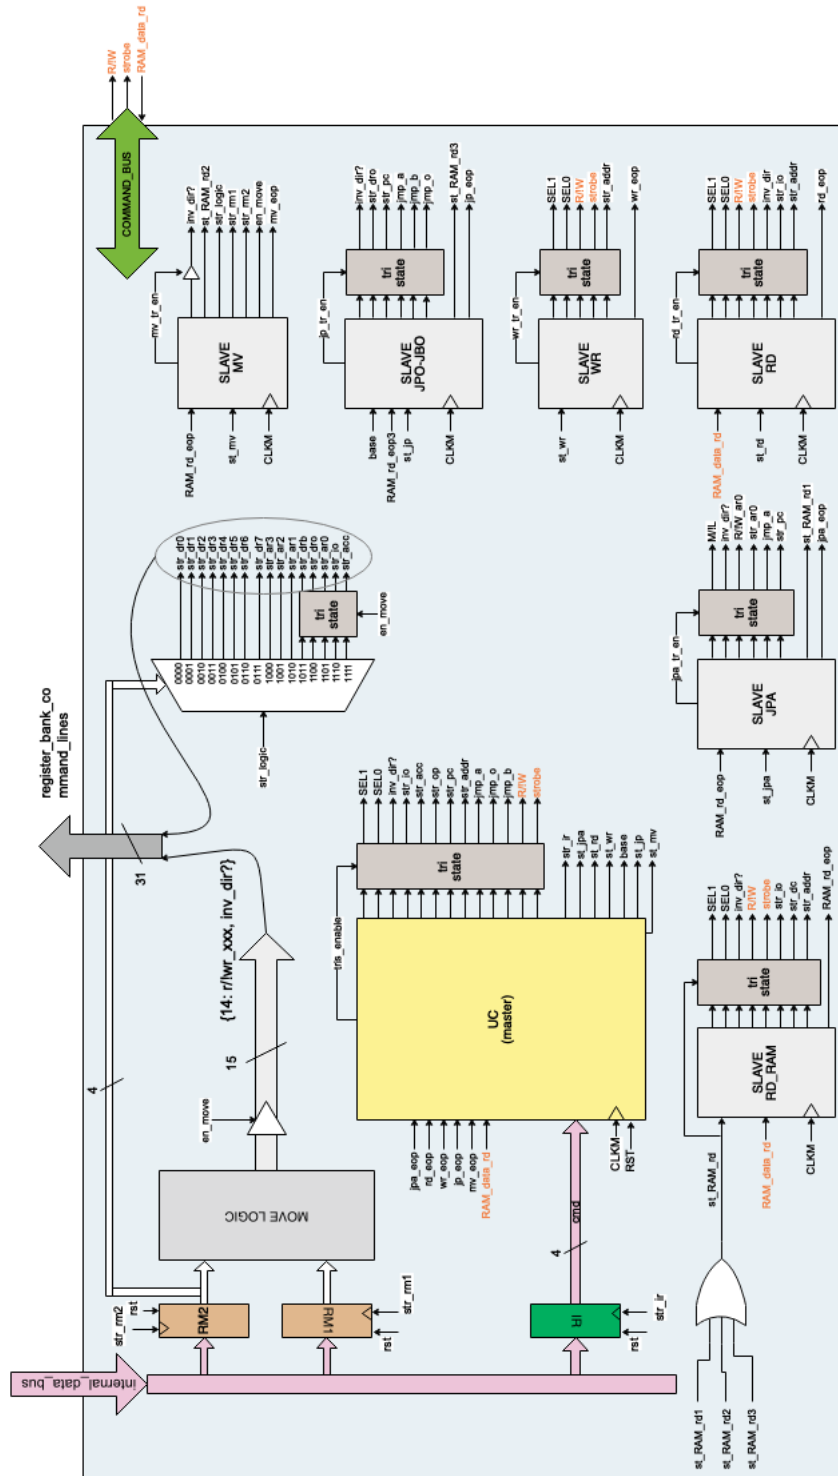 R/!W
strobe
RAM_data_rd
COMMAND_BUS
mv_tr_en
inv_dir?
st_RAM_rd2
str_logic
str_rm1
str_rm2
en_move
mv_eop
SLAVE
MV
RAM_rd_eop
st_mv
CLKM
jp_tr_en
inv_dir?
str_dro
str_pc
jmp_a
jmp_b
jmp_o
st_RAM_rd3
jp_eop
tri
state
SLAVE
JPO-JBO
base
RAM_rd_eop3
st_jp
CLKM
wr_tr_en
SEL1
SEL0
R/!W
strobe
str_addr
wr_eop
tri
state
SLAVE
WR
st_wr
CLKM
rd_tr_en
SEL1
SEL0
R/!W
strobe
inv_dir
str_io
str_addr
rd_eop
tri
state
SLAVE
RD
RAM_data_rd
st_rd
CLKM
register_bank_co
mmand_lines
31
0000
0001
0010
0011
0100
0101
0110
0111
1000
1001
1010
1011
1100
1101
1110
1111
str_dr0
str_dr1
str_dr2
str_dr3
str_dr4
str_dr5
str_dr6
str_dr7
str_ar3
str_ar2
str_ar1
str_drb
str_dro
str_ar0
str_io
str_acc
tri
state
en_move
str_logic
jpa_tr_en
M/IL
inv_dir?
R/!W_ar0
str_ar0
jmp_a
str_pc
st_RAM_rd1
jpa_eop
tri
state
SLAVE
JPA
RAM_rd_eop
st_jpa
CLKM
4
{14: r/!wr_xxx, inv_dir?}
15
en_move
MOVE LOGIC
tris_enable
SEL1
SEL0
inv_dir?
str_io
str_acc
str_op
str_pc
str_addr
jmp_a
jmp_o
jmp_b
R/!W
strobe
tri
state
str_ir
st_jpa
st_rd
st_wr
base
st_jp
st_mv
UC
(master)
jpa_eop
rd_eop
wr_eop
jp_eop
mv_eop
RAM_data_rd
CLKM
RST
cmd
4
SEL1
SEL0
inv_dir?
R/!W
strobe
str_io
str_dc
str_addr
RAM_rd_eop
tri
state
SLAVE
RD_RAM
st_RAM_rd
RAM_data_rd
CLKM
str_rm2
rst
RM2
RM1
str_rm1
rst
IR
str_ir
rst
internal_data_bus
st_RAM_rd1
st_RAM_rd2
st_RAM_rd3